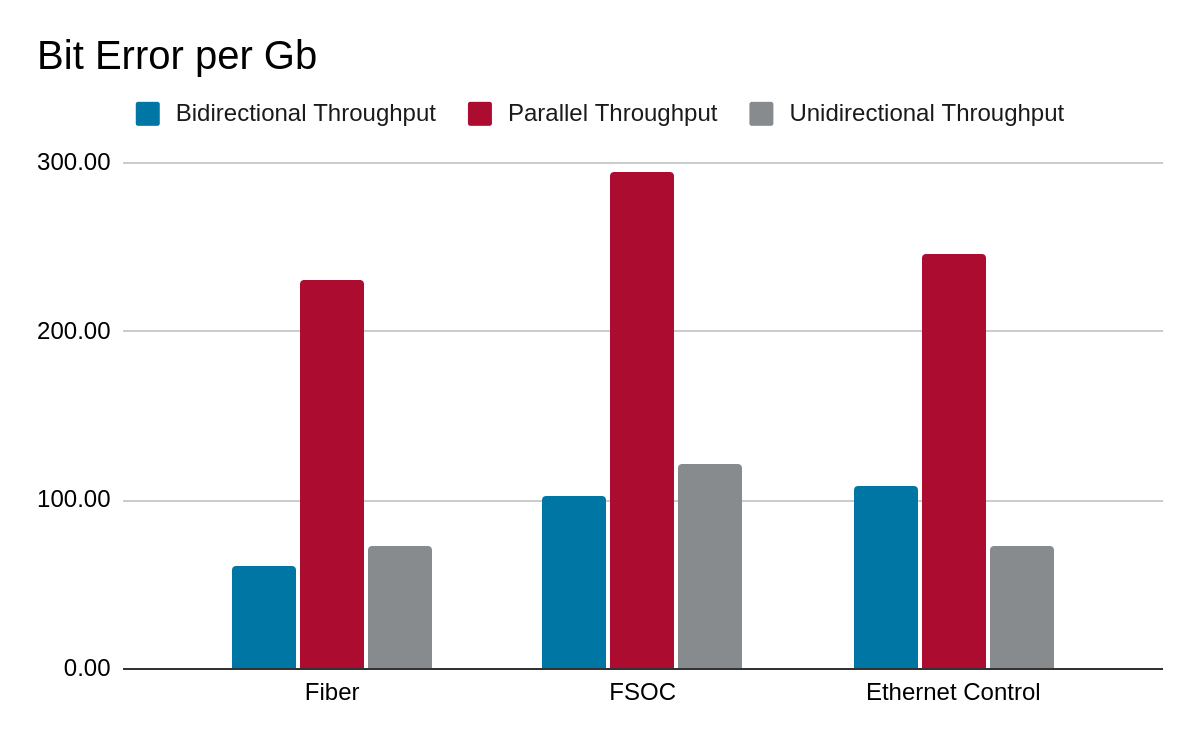 Bit Error per Gb
Bidirectional Throughput Parallel Throughput Unidirectional Throughput
300.00
200.00
100.00
0.00
Fiber FSOC Ethernet Control